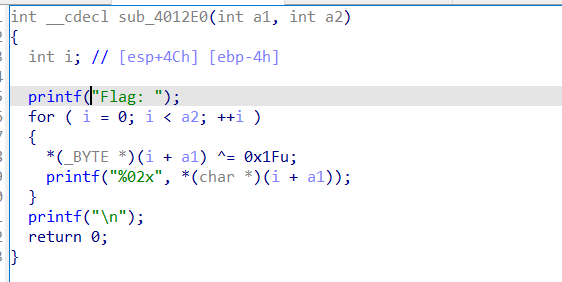 int __cdecl sub_4012E0(int a1, int a2)
{
  int i; // [esp+4Ch] [ebp-4h]

  printf("Flag: ");
  for ( i = 0; i < a2; ++i )
  {
    *(_BYTE *)(i + a1) ^= 0x1Fu;
    printf("%02x", *(char *)(i + a1));
  }
  printf("\n");
  return 0;
}